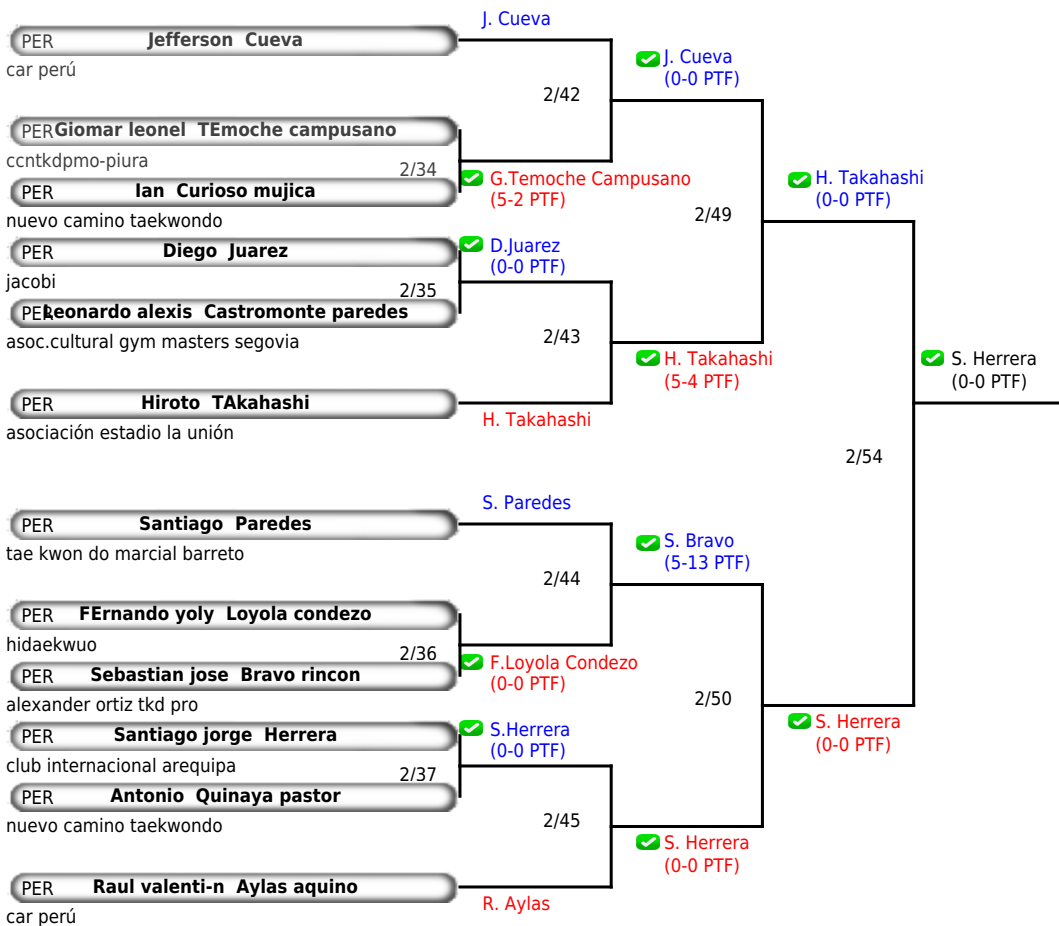 J. Cueva
PER Jefferson Cueva
car perú
J. Cueva
(0-0 PTF)
2/42
PER Giomar leonel TEmoche campusano
ccntkdpmo-piura
2/34
G.Temoche Campusano
(5-2 PTF)
PER Ian Curioso mujica
nuevo camino taekwondo
H. Takahashi
(0-0 PTF)
2/49
PER Diego Juarez
D.Juarez
(0-0 PTF)
jacobi
2/35
PER Leonardo alexis Castromonte paredes
asoc.cultural gym masters segovia
2/43
H. Takahashi
(5-4 PTF)
S. Herrera
(0-0 PTF)
PER Hiroto TAkahashi
H. Takahashi
asociación estadio la unión
2/54
S. Paredes
PER Santiago Paredes
tae kwon do marcial barreto
S. Bravo
(5-13 PTF)
2/44
PER FErnando yoly Loyola condezo
hidaekwuo
2/36
F.Loyola Condezo
(0-0 PTF)
PER Sebastian jose Bravo rincon
alexander ortiz tkd pro
2/50
S. Herrera
(0-0 PTF)
PER Santiago jorge Herrera
S.Herrera
(0-0 PTF)
club internacional arequipa
2/37
PER Antonio Quinaya pastor
nuevo camino taekwondo
2/45
S. Herrera
(0-0 PTF)
PER Raul valenti-n Aylas aquino
R. Aylas
car perú